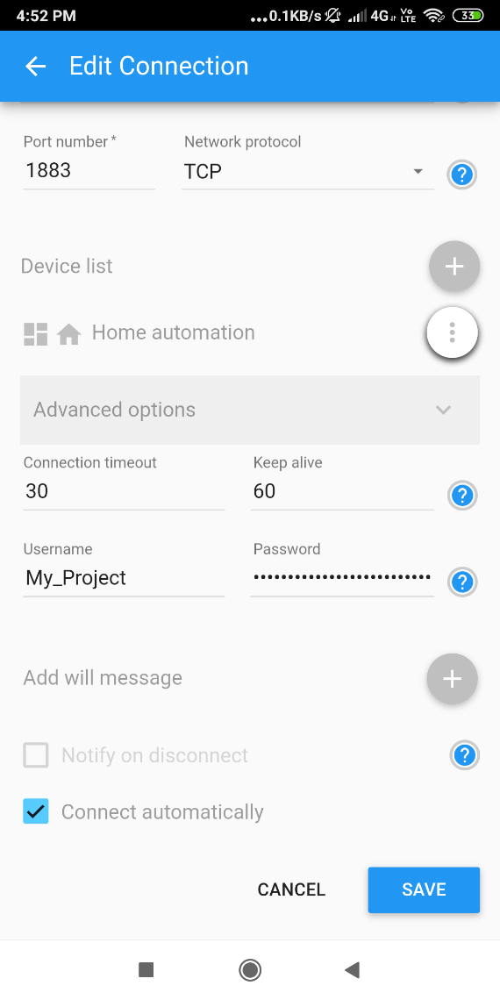 4:52 PM ...0.1KB/s 4G Vo LTE 33
Edit Connection
Port number * Network protocol
1883 TCP ?
Device list +
Home automation
Advanced options
Connection timeout Keep alive
30 60 ?
Username Password
My_Project •••••••••••••••••••••••••• ?
Add will message +
Notify on disconnect ?
Connect automatically
CANCEL SAVE